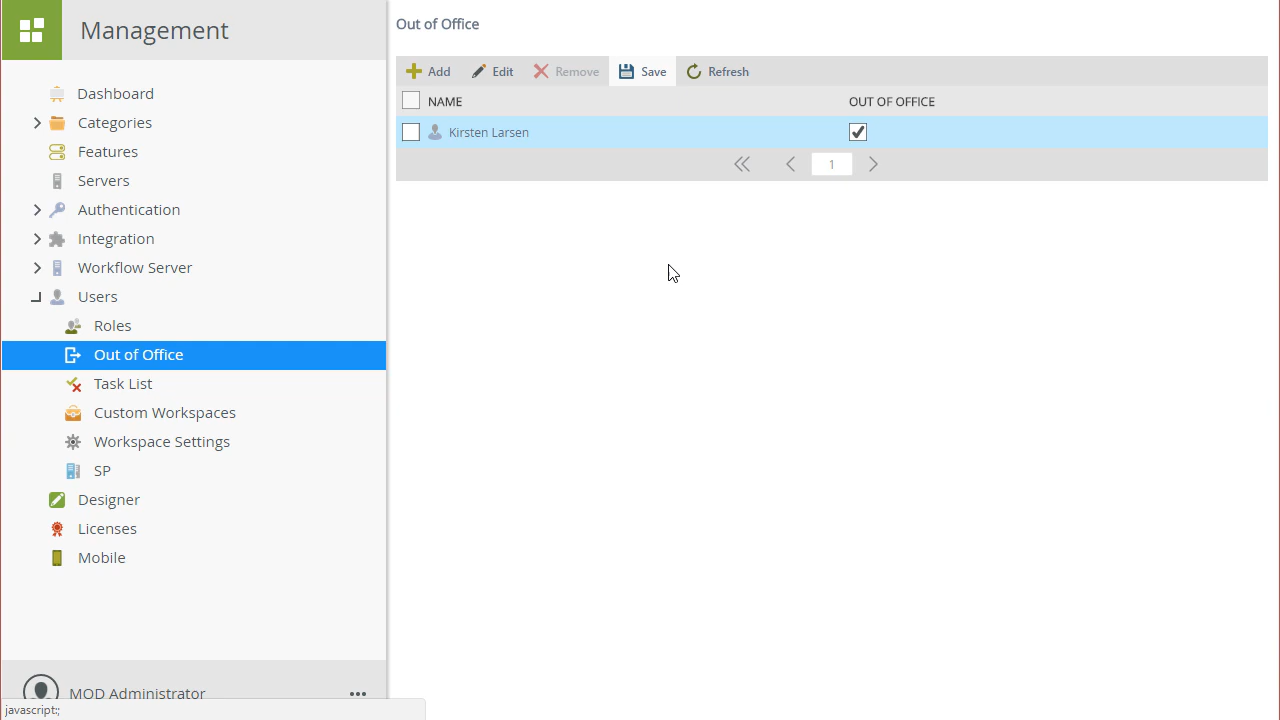 Management
Dashboard
Categories
Features
Servers
Authentication
Integration
Workflow Server
Users
Roles
Out of Office
Task List
Custom Workspaces
Workspace Settings
SP
Designer
Licenses
Mobile
MOD Administrator
javascript:;
Out of Office
Add Edit Remove Save Refresh
NAME OUT OF OFFICE
Kirsten Larsen
1